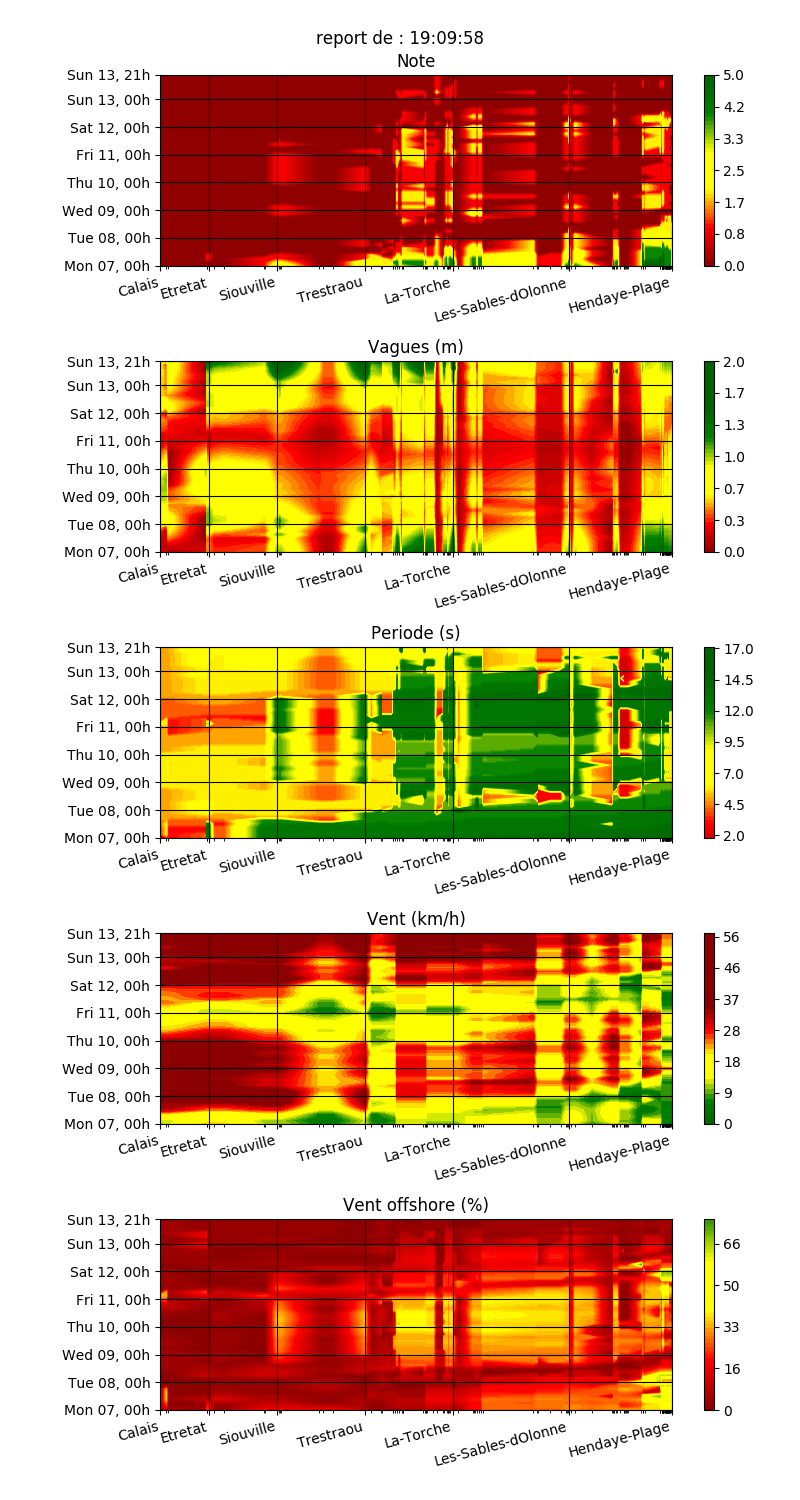 report de : 19:09:58
Note
Sun 13, 21h
Sun 13, 00h
Sat 12, 00h
Fri 11, 00h
Thu 10, 00h
Wed 09, 00h
Tue 08, 00h
Mon 07, 00h
Calais
Etretat
Siouville
Trestraou
La-Torche
Les-Sables-dOlonne
Hendaye-Plage
5.0
4.2
3.3
2.5
1.7
0.8
0.0
Vagues (m)
Sun 13, 21h
Sun 13, 00h
Sat 12, 00h
Fri 11, 00h
Thu 10, 00h
Wed 09, 00h
Tue 08, 00h
Mon 07, 00h
Calais
Etretat
Siouville
Trestraou
La-Torche
Les-Sables-dOlonne
Hendaye-Plage
2.0
1.7
1.3
1.0
0.7
0.3
0.0
Periode (s)
Sun 13, 21h
Sun 13, 00h
Sat 12, 00h
Fri 11, 00h
Thu 10, 00h
Wed 09, 00h
Tue 08, 00h
Mon 07, 00h
Calais
Etretat
Siouville
Trestraou
La-Torche
Les-Sables-dOlonne
Hendaye-Plage
17.0
14.5
12.0
9.5
7.0
4.5
2.0
Vent (km/h)
Sun 13, 21h
Sun 13, 00h
Sat 12, 00h
Fri 11, 00h
Thu 10, 00h
Wed 09, 00h
Tue 08, 00h
Mon 07, 00h
Calais
Etretat
Siouville
Trestraou
La-Torche
Les-Sables-dOlonne
Hendaye-Plage
56
46
37
28
18
9
0
Vent offshore (%)
Sun 13, 21h
Sun 13, 00h
Sat 12, 00h
Fri 11, 00h
Thu 10, 00h
Wed 09, 00h
Tue 08, 00h
Mon 07, 00h
Calais
Etretat
Siouville
Trestraou
La-Torche
Les-Sables-dOlonne
Hendaye-Plage
66
50
33
16
0